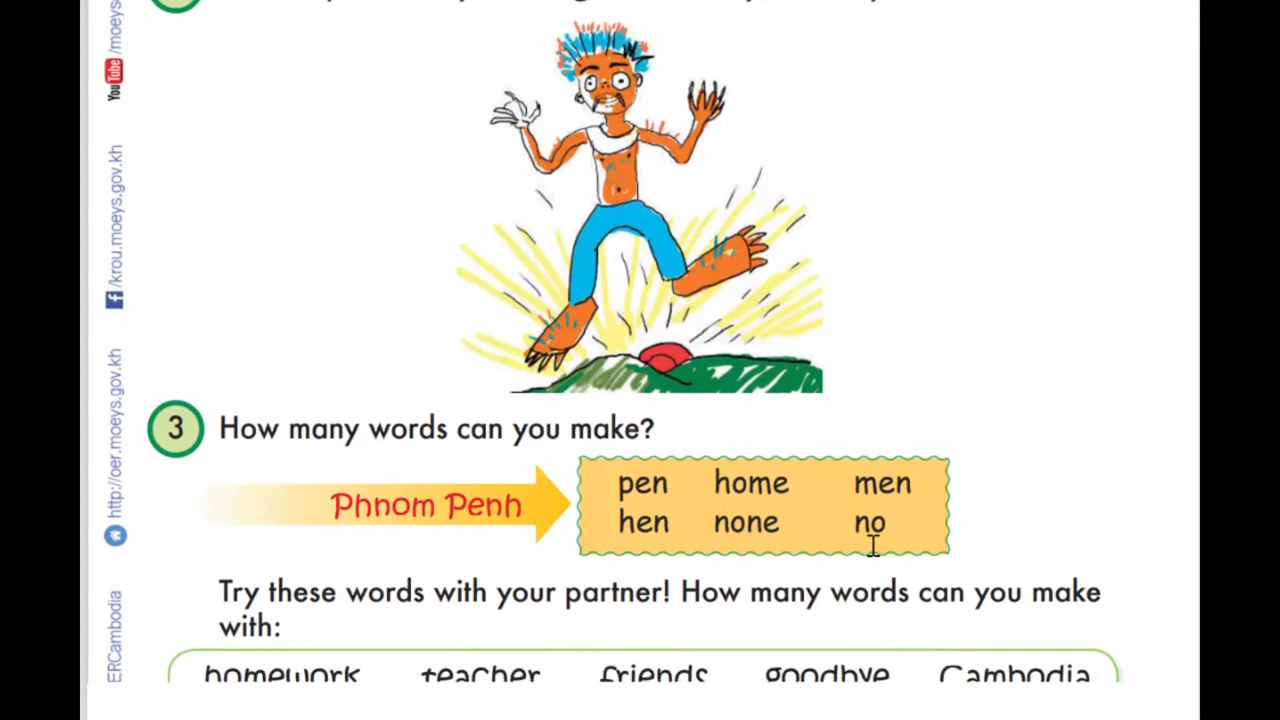 YouTube /moeys
/krou.moeys.gov.kh
http://oer.moeys.gov.kh
ERCambodia
3 How many words can you make?
Phnom Penh
pen home men
hen none no
Try these words with your partner! How many words can you make
with:
homework teacher friends goodbye Cambodia